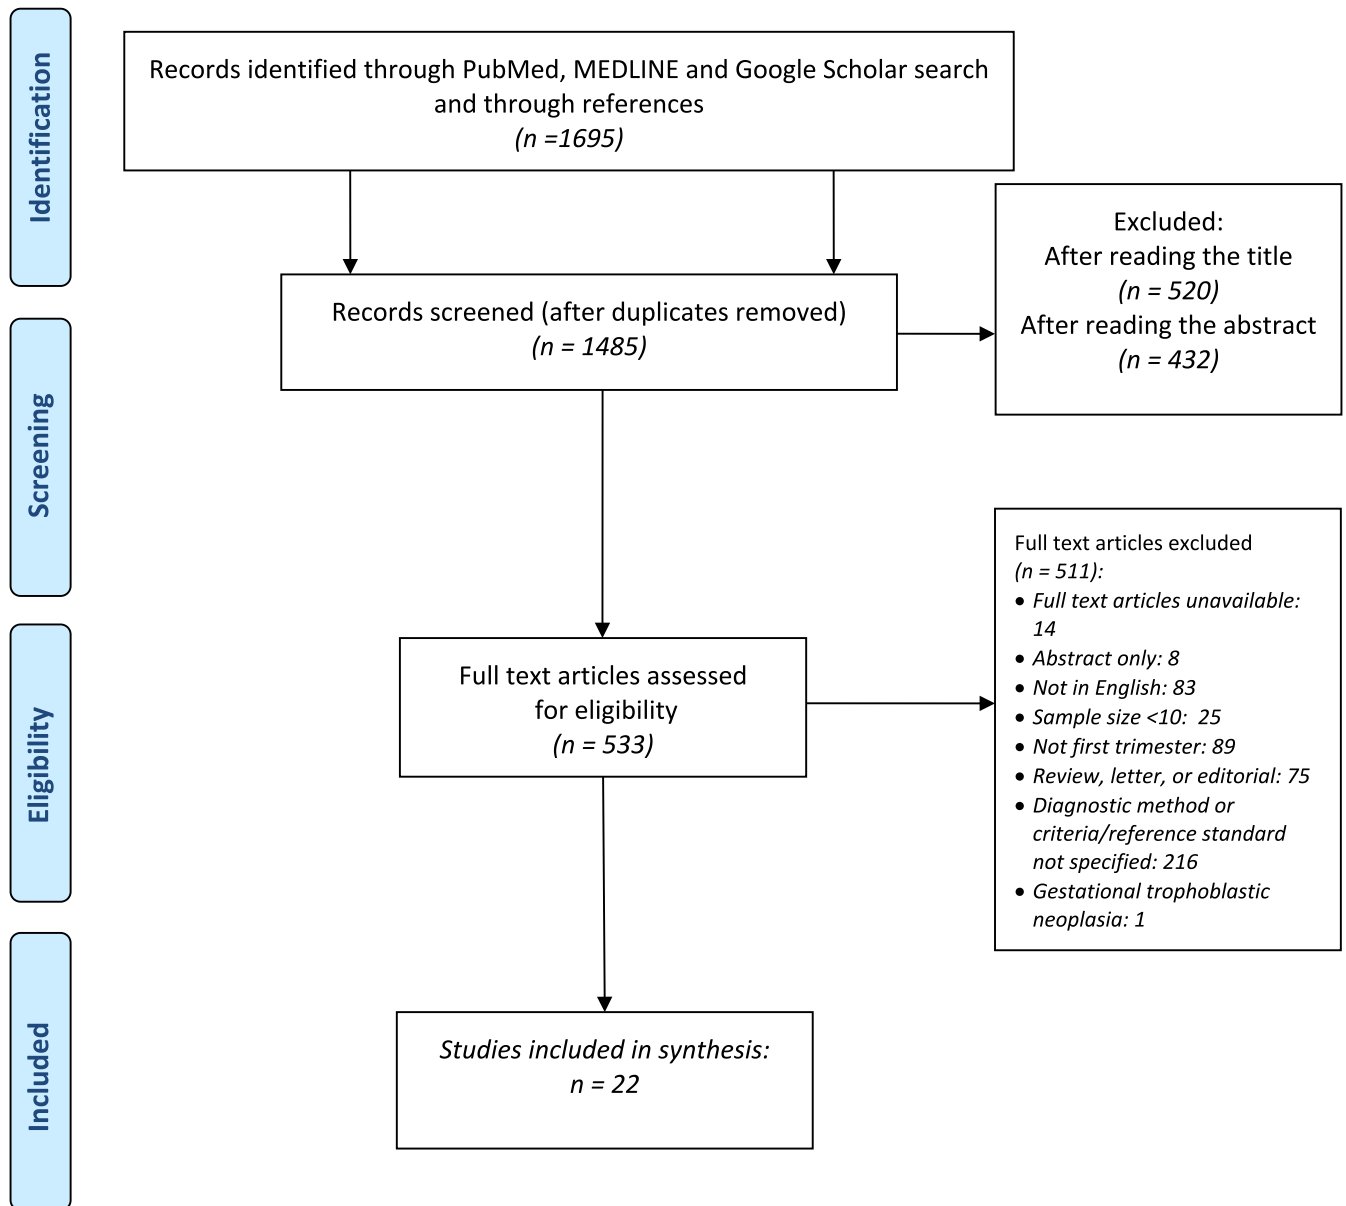 Identification
Records identified through PubMed, MEDLINE and Google Scholar search
and through references
(n =1695)
Excluded:
After reading the title
(n = 520)
After reading the abstract
(n = 432)
Records screened (after duplicates removed)
(n = 1485)
Screening
Full text articles excluded
(n = 511):
• Full text articles unavailable:
14
• Abstract only: 8
• Not in English: 83
• Sample size <10:  25
• Not first trimester: 89
• Review, letter, or editorial: 75
• Diagnostic method or
criteria/reference standard
not specified: 216
• Gestational trophoblastic
neoplasia: 1
Eligibility
Full text articles assessed
for eligibility
(n = 533)
Included
Studies included in synthesis:
n = 22